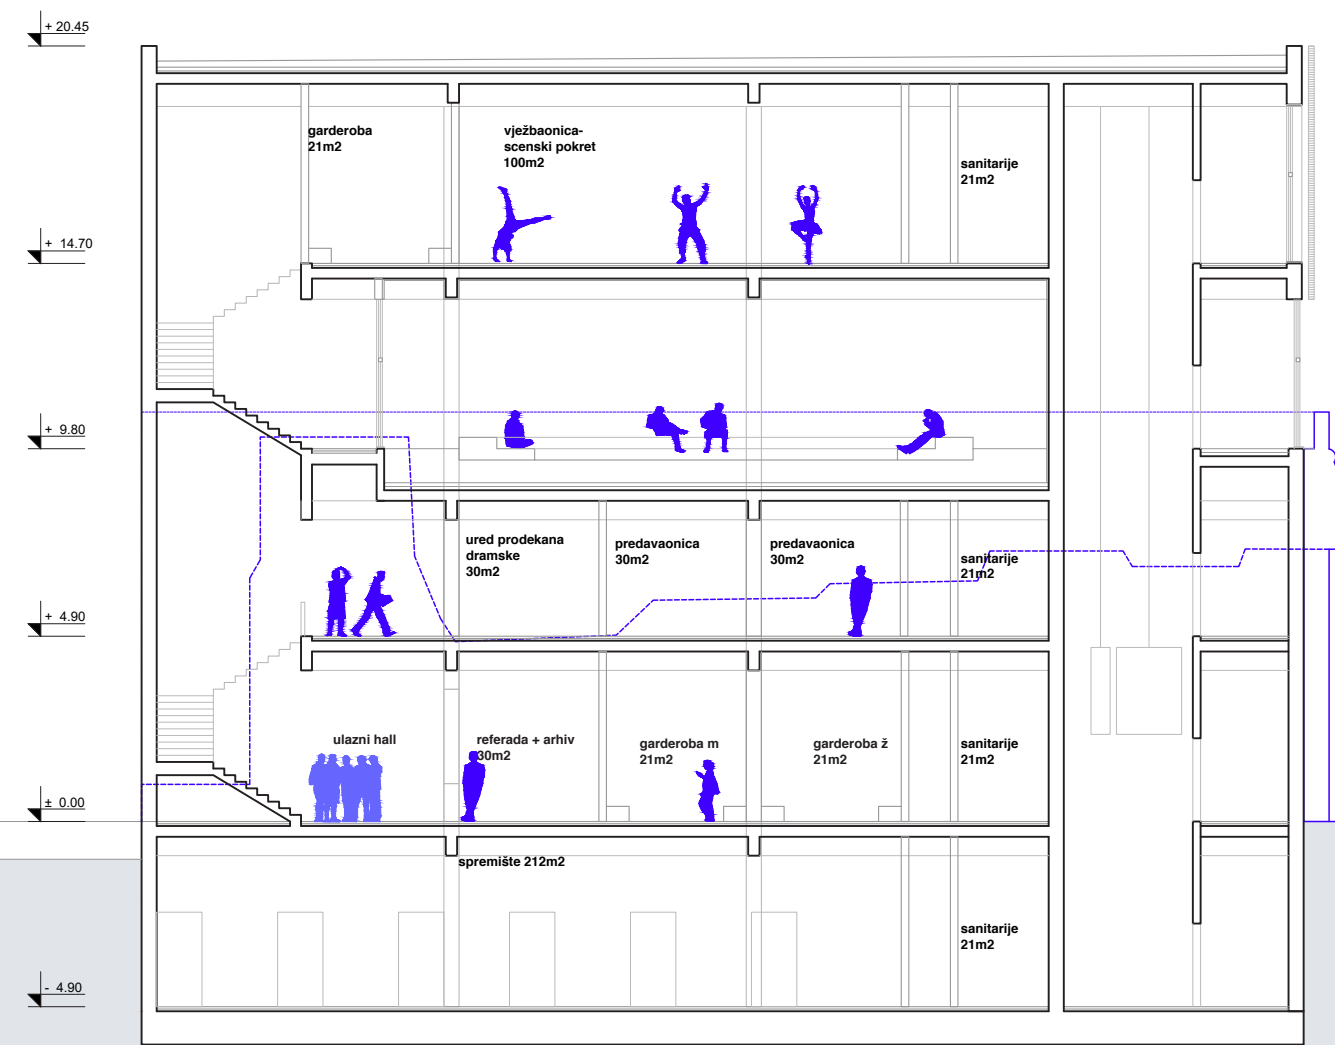 + 20.45
garderoba
21m2
vježbaonica-
scenski pokret
100m2
sanitarije
21m2
+ 14.70
+ 9.80
ured prodekana
dramske
30m2
predavaonica
30m2
predavaonica
30m2
sanitarije
21m2
+ 4.90
ulazni hall
referada + arhiv
30m2
garderoba m
21m2
garderoba ž
21m2
sanitarije
21m2
± 0.00
spremište 212m2
sanitarije
21m2
- 4.90